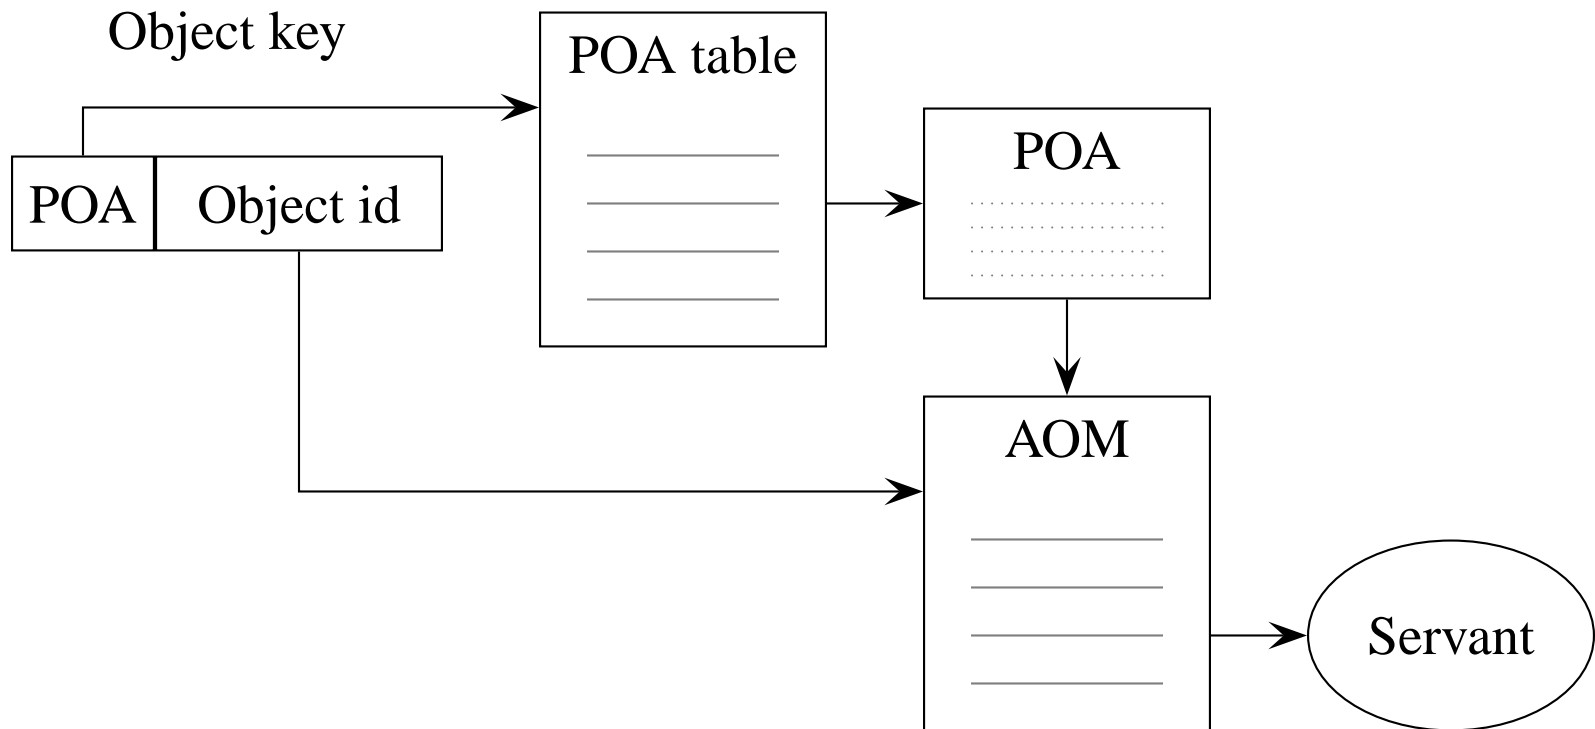 Object key
POA table
POA
POA
Object id
AOM
Servant